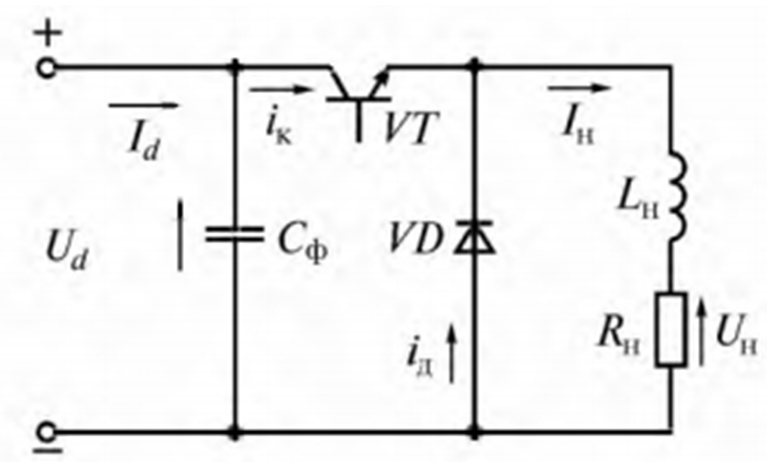 +
I_d
i_к
VT
I_н
U_d
C_ф
VD
L_н
i_д
R_н
U_н
−